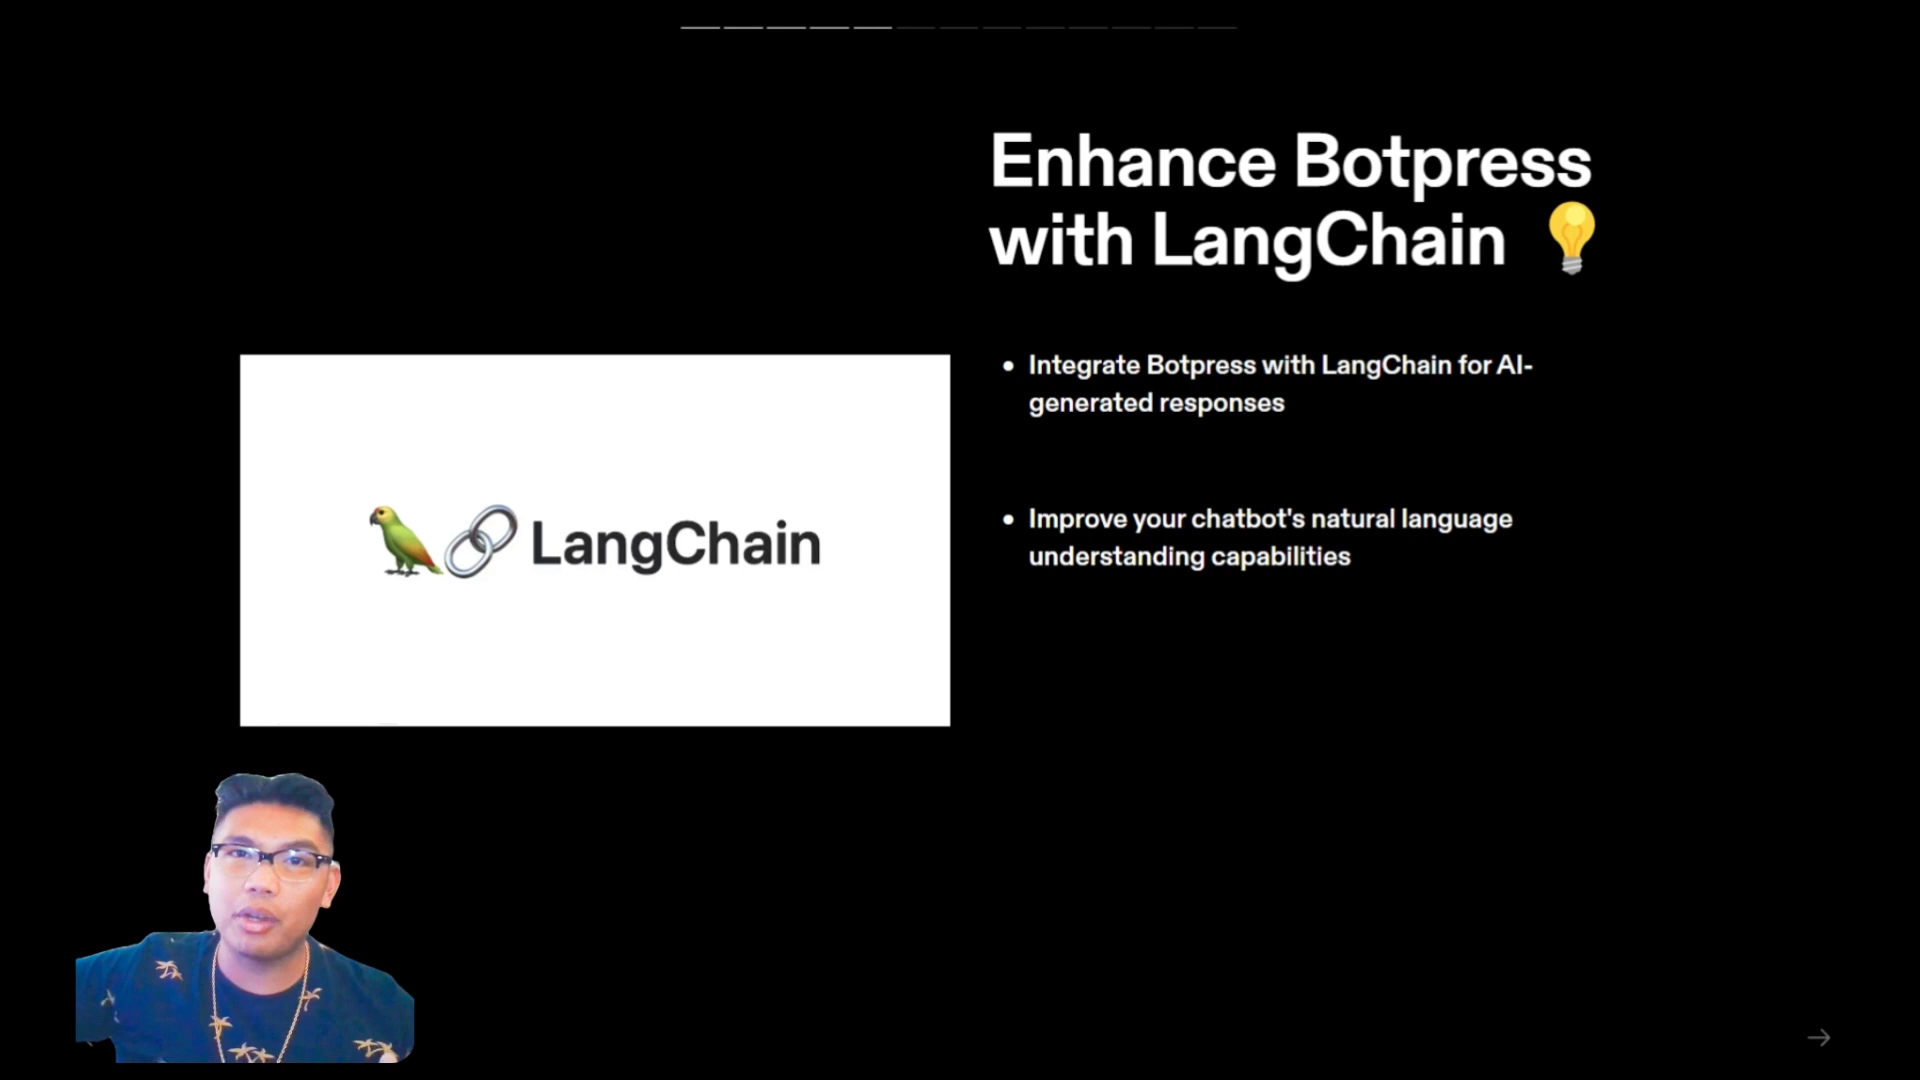 Enhance Botpress
with LangChain
• Integrate Botpress with LangChain for AI-
generated responses
• Improve your chatbot's natural language
understanding capabilities
LangChain